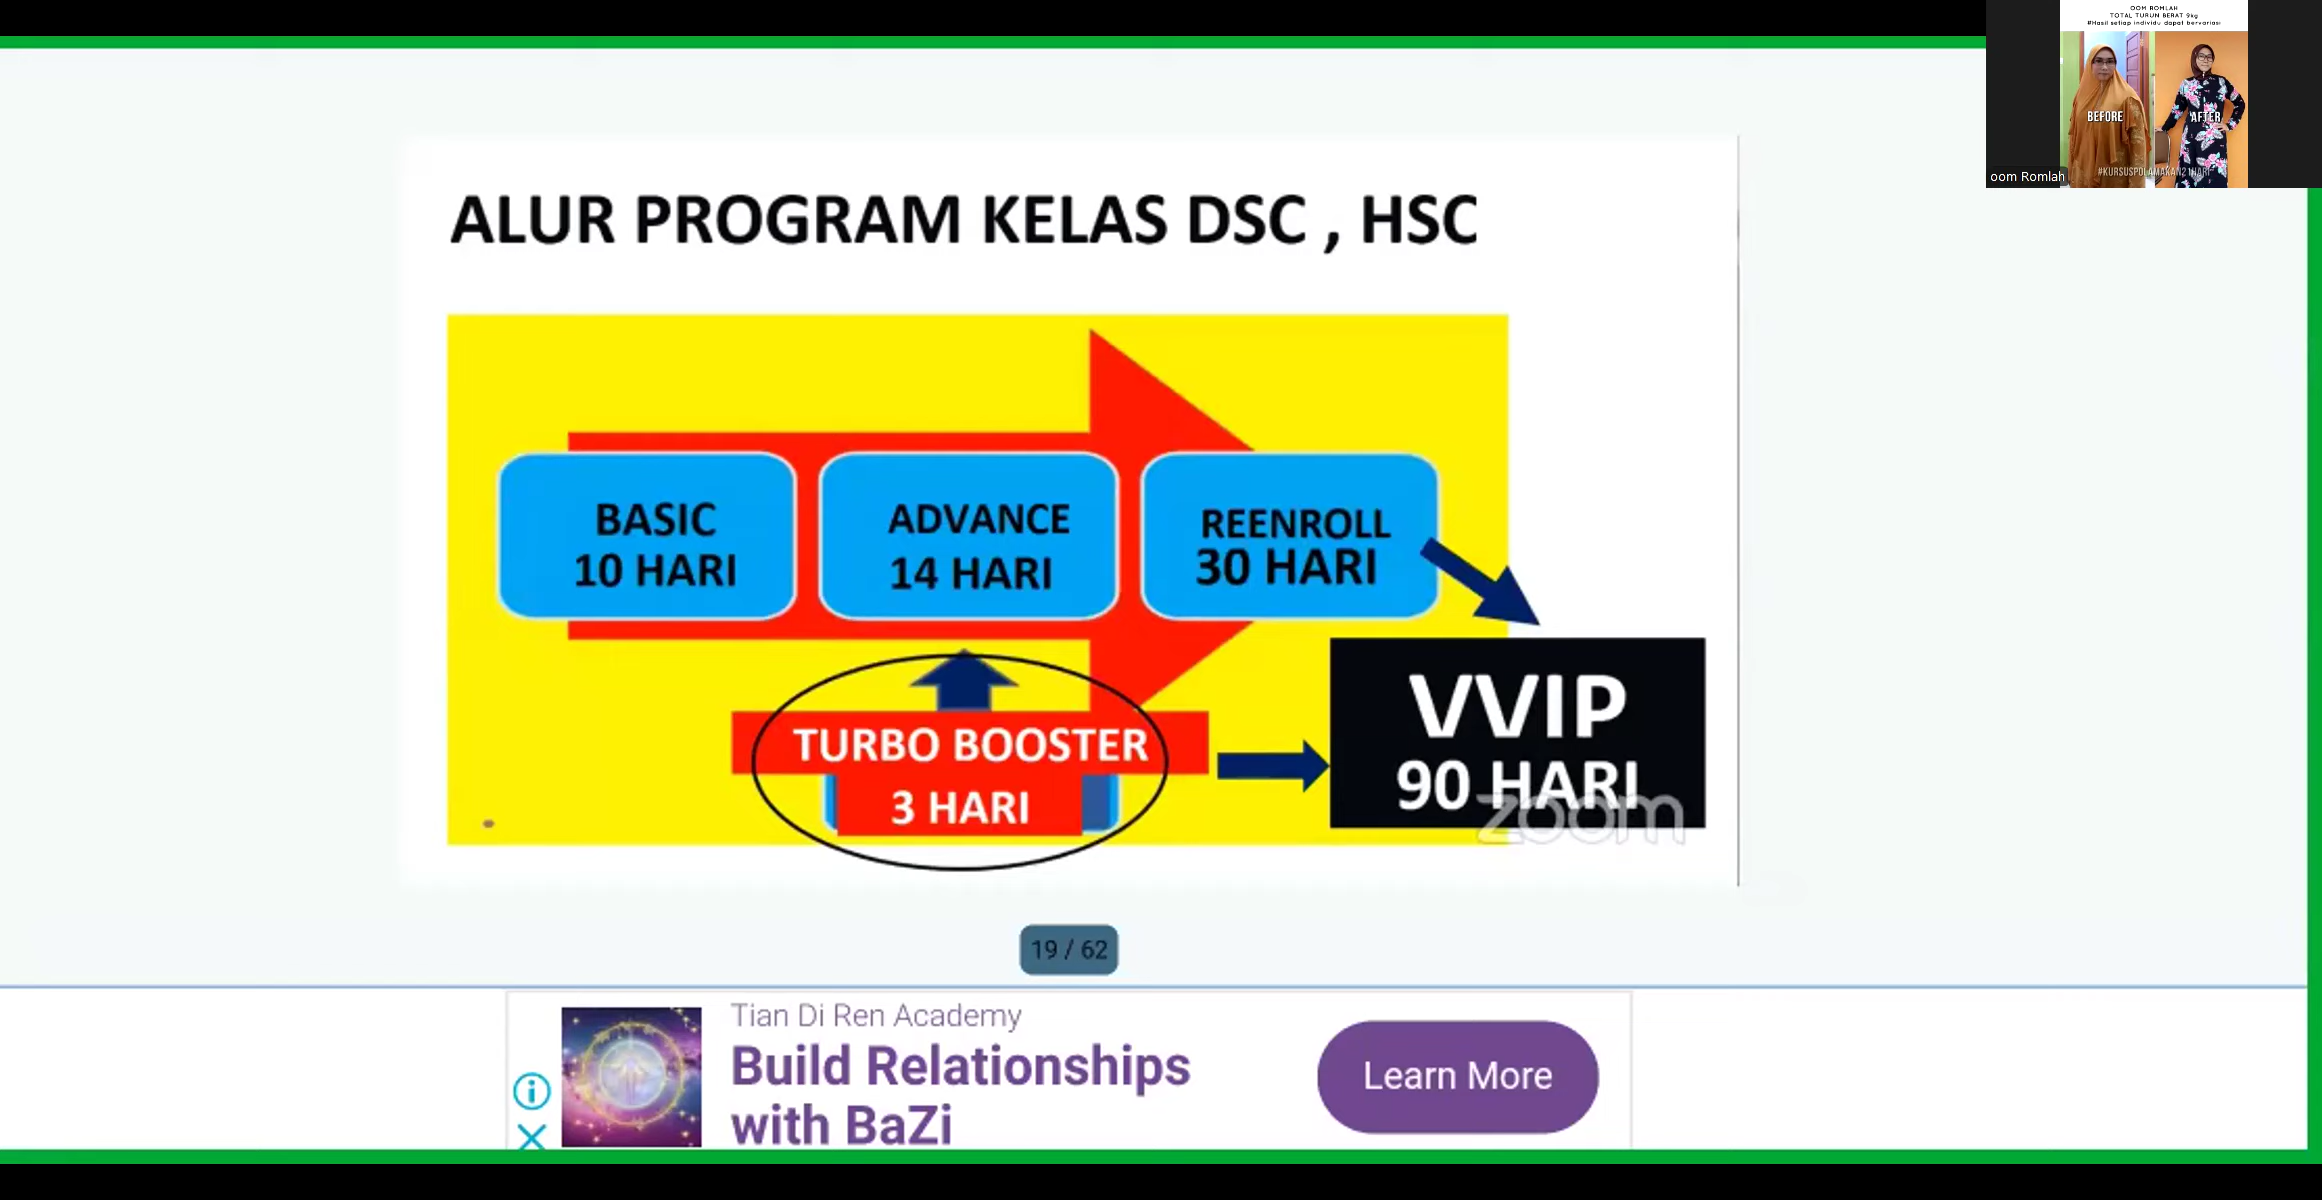 OOM ROMLAH
TOTAL TURUN BERAT 9kg
#Hasil setiap individu dapat bervariasi
BEFORE
AFTER
#KURSUSPOLAMAKAN21HARI
oom Romlah
ALUR PROGRAM KELAS DSC , HSC
BASIC
10 HARI
ADVANCE
14 HARI
REENROLL
30 HARI
TURBO BOOSTER
3 HARI
VVIP
90 HARI
zoom
19 / 62
Tian Di Ren Academy
Build Relationships
with BaZi
Learn More